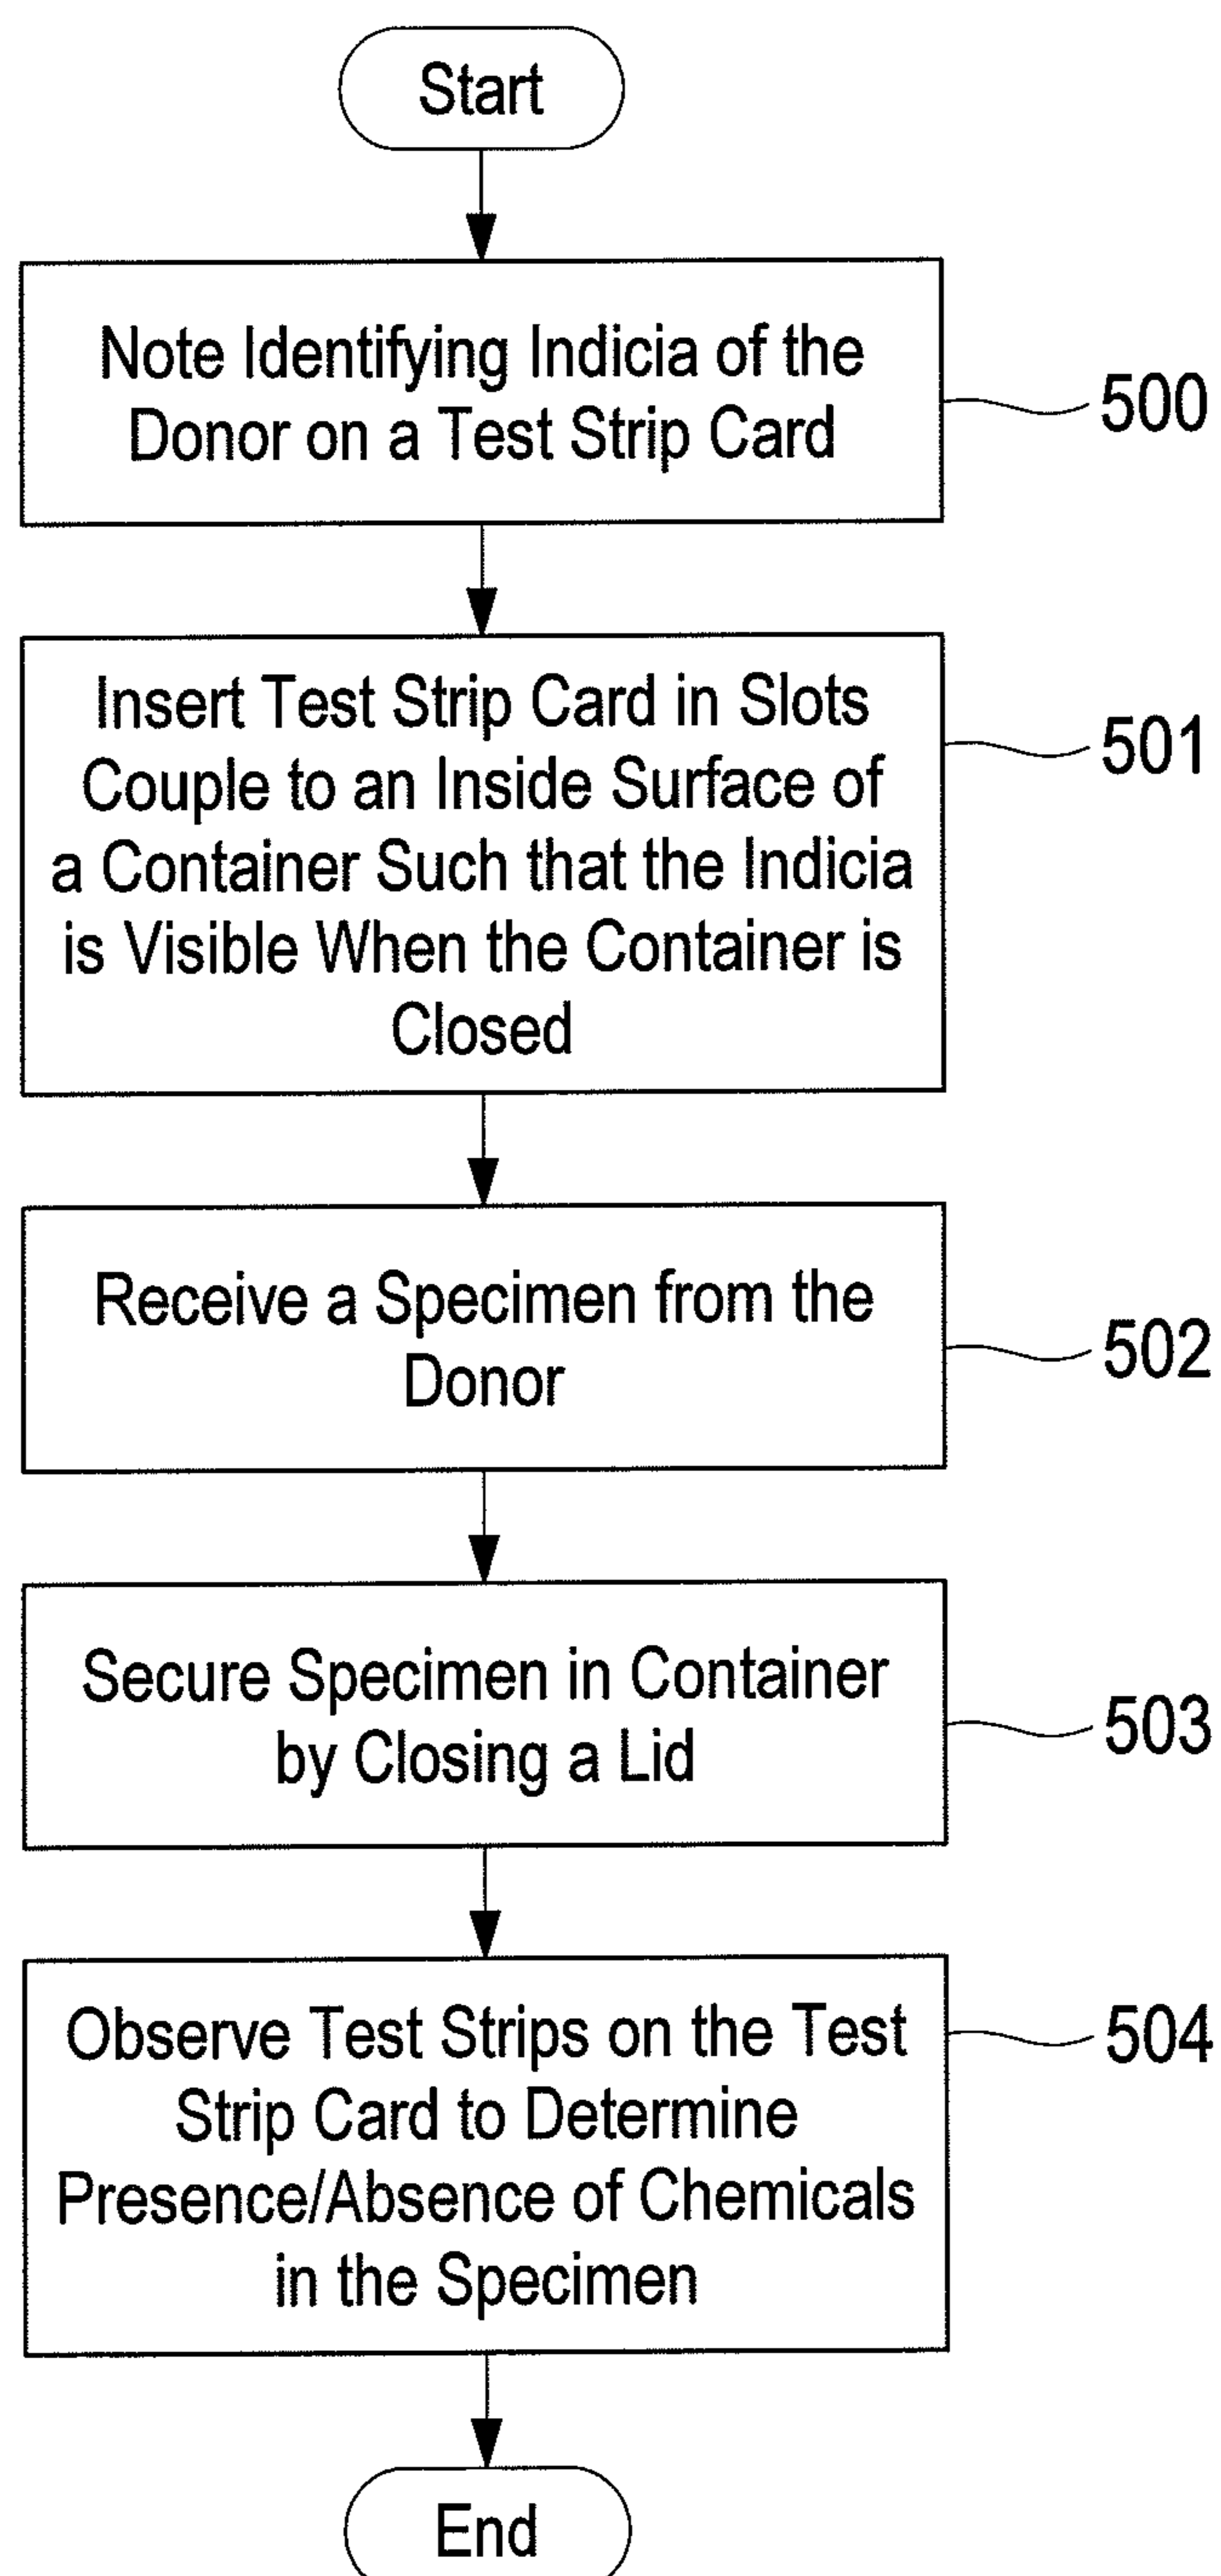 Start
Note Identifying Indicia of the
Donor on a Test Strip Card
500
Insert Test Strip Card in Slots
Couple to an Inside Surface of
a Container Such that the Indicia
is Visible When the Container is
Closed
501
Receive a Specimen from the
Donor
502
Secure Specimen in Container
by Closing a Lid
503
Observe Test Strips on the Test
Strip Card to Determine
Presence/Absence of Chemicals
in the Specimen
504
End